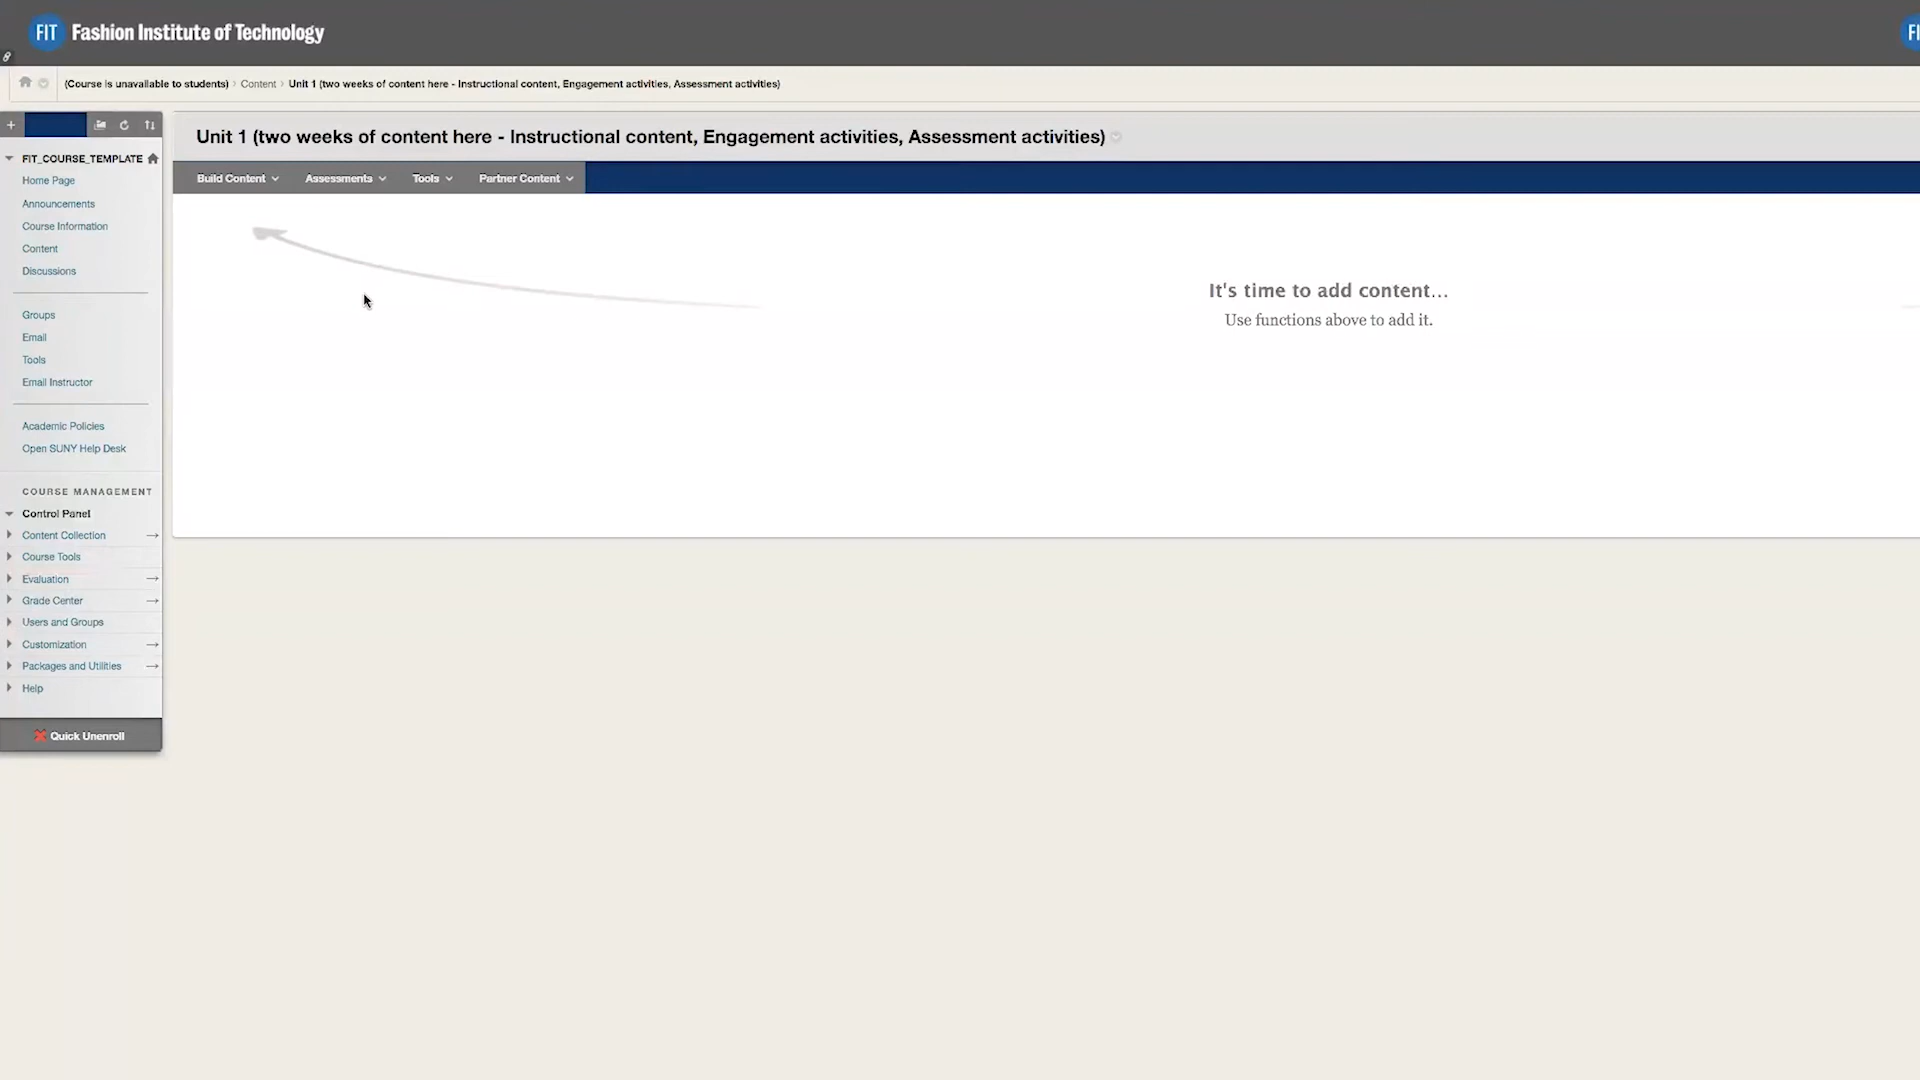 FIT Fashion Institute of Technology
FI
(Course is unavailable to students) Content Unit 1 (two weeks of content here - Instructional content, Engagement activities, Assessment activities)
Unit 1 (two weeks of content here - Instructional content, Engagement activities, Assessment activities)
Build Content Assessments Tools Partner Content
It's time to add content...
Use functions above to add it.
FIT_COURSE_TEMPLATE
Home Page
Announcements
Course Information
Content
Discussions
Groups
Email
Tools
Email Instructor
Academic Policies
Open SUNY Help Desk
COURSE MANAGEMENT
Control Panel
Content Collection
Course Tools
Evaluation
Grade Center
Users and Groups
Customization
Packages and Utilities
Help
Quick Unenroll